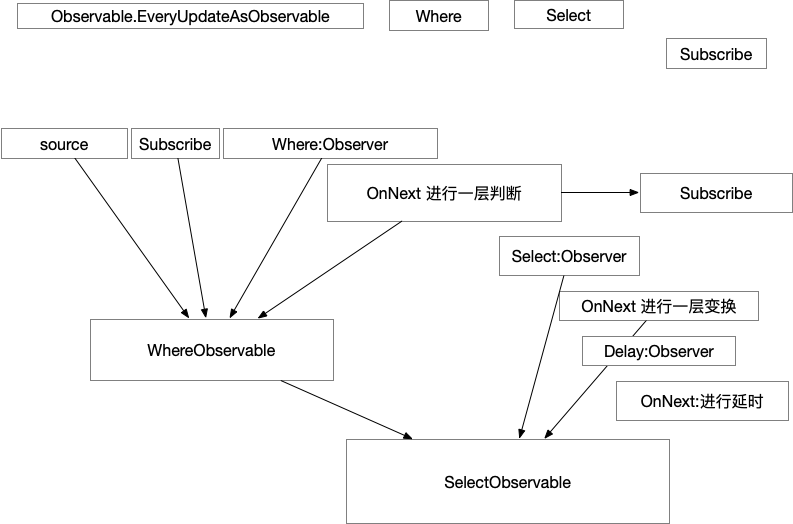 Observable.EveryUpdateAsObservable
Where
Select
Subscribe
source
Subscribe
Where:Observer
OnNext 进行一层判断
Subscribe
Select:Observer
OnNext 进行一层变换
WhereObservable
Delay:Observer
OnNext:进行延时
SelectObservable